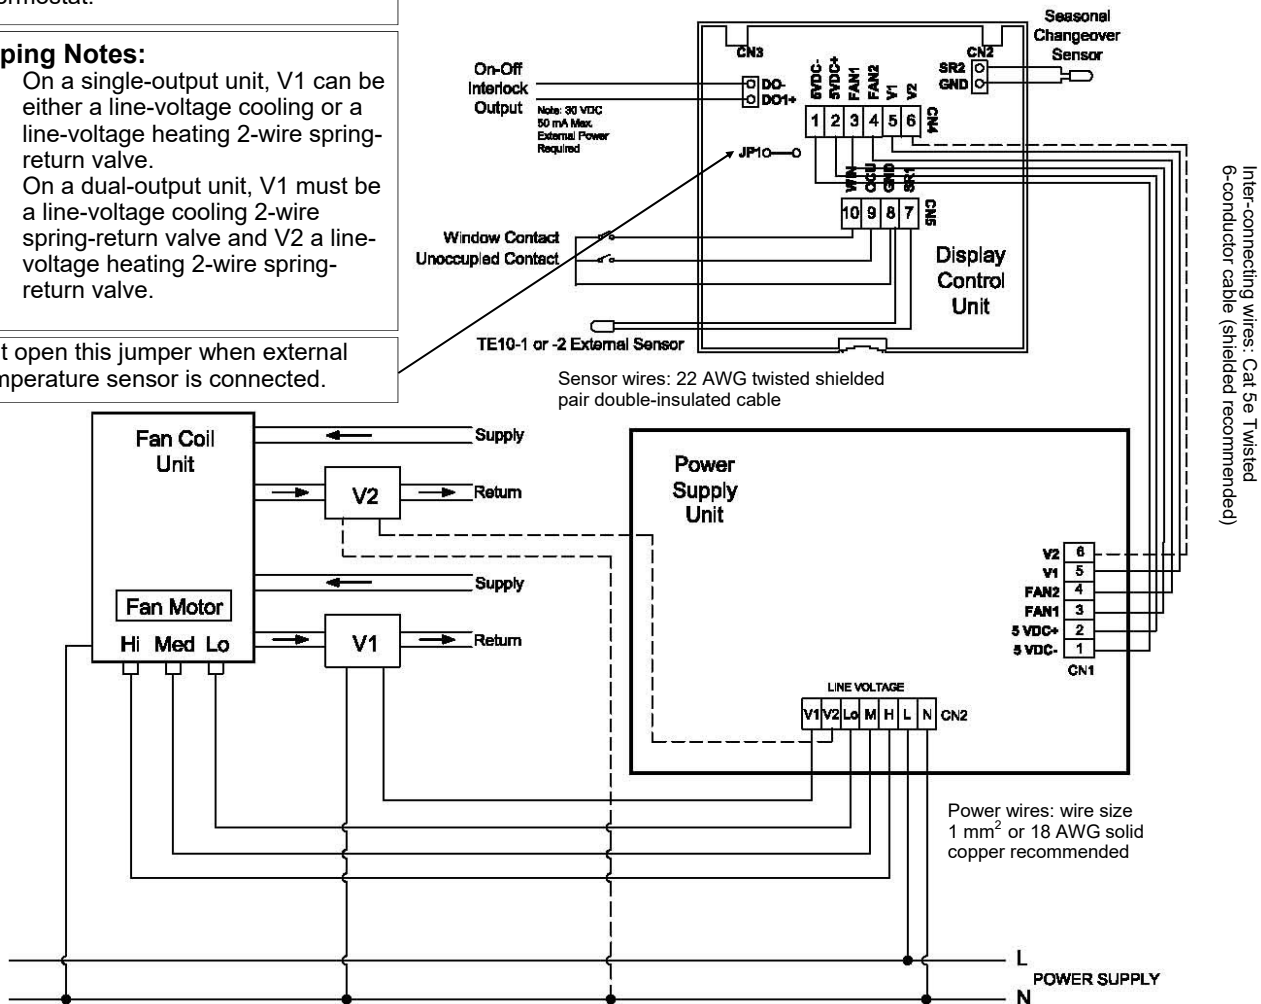 ermostat.
ping Notes:
On a single-output unit, V1 can be
either a line-voltage cooling or a
line-voltage heating 2-wire spring-
return valve.
On a dual-output unit, V1 must be
a line-voltage cooling 2-wire
spring-return valve and V2 a line-
voltage heating 2-wire spring-
return valve.
t open this jumper when external
mperature sensor is connected.
On-Off
Interlock
Output
Note: 30 VDC
50 mA Max.
External Power
Required
CN3
DO-
DO1+
JP1
5VDC-
5VDC+
FAN1
FAN2
V1
V2
1 2 3 4 5 6
CN4
CN2
SR2
GND
Seasonal
Changeover
Sensor
WIN
OCU
GND
SR1
10 9 8 7
CN5
Window Contact
Unoccupied Contact
Display
Control
Unit
TE10-1 or -2 External Sensor
Sensor wires: 22 AWG twisted shielded
pair double-insulated cable
Inter-connecting wires: Cat 5e Twisted
6-conductor cable (shielded recommended)
Fan Coil
Unit
Supply
V2
Return
Supply
V1
Return
Fan Motor
Hi Med Lo
Power
Supply
Unit
V2 6
V1 5
FAN2 4
FAN1 3
5 VDC+ 2
5 VDC- 1
CN1
LINE VOLTAGE
V1 V2 Lo M H L N CN2
Power wires: wire size
1 mm2 or 18 AWG solid
copper recommended
L
POWER SUPPLY
N